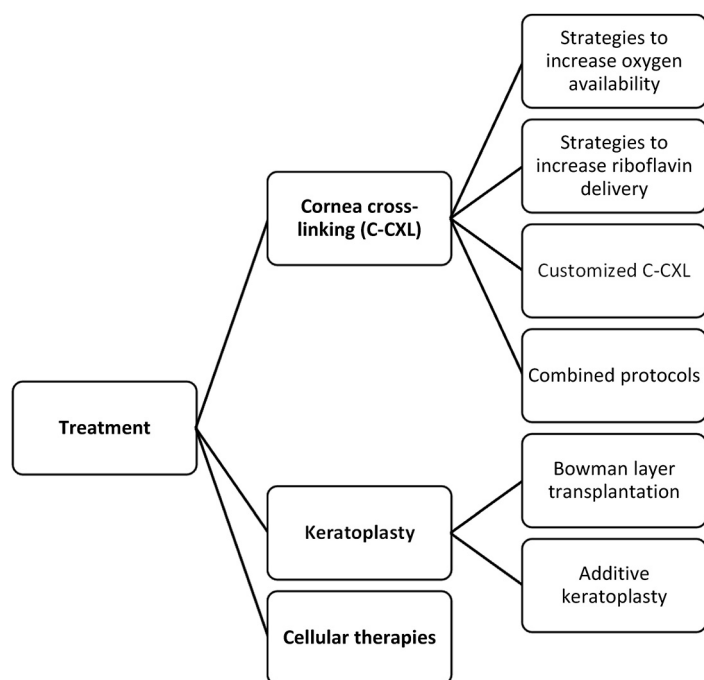 Strategies to
increase oxygen
availability
Strategies to
increase riboflavin
delivery
Cornea cross-
linking (C-CXL)
Customized C-CXL
Combined protocols
Treatment
Bowman layer
transplantation
Keratoplasty
Additive
keratoplasty
Cellular therapies